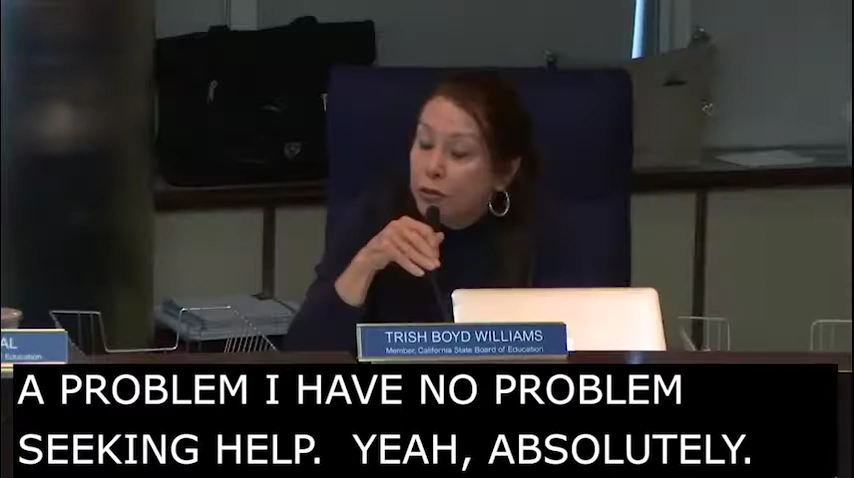 TRISH BOYD WILLIAMS
Member, California State Board of Education
AL
Education
A PROBLEM I HAVE NO PROBLEM
SEEKING HELP.  YEAH, ABSOLUTELY.